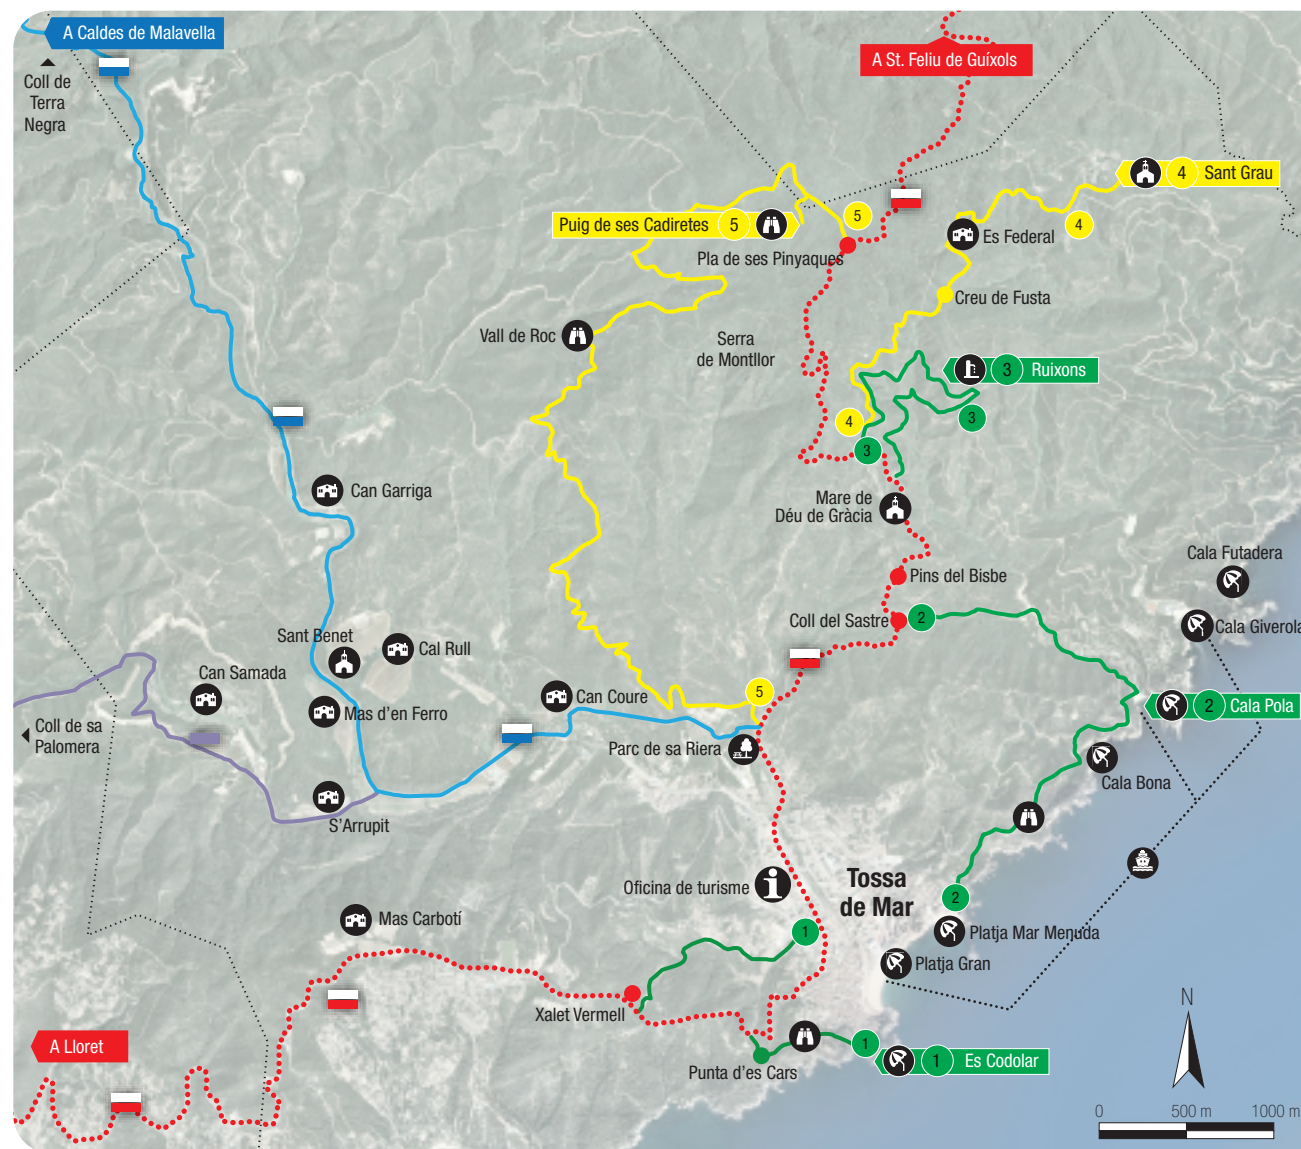 A Caldes de Malavella
Coll de
Terra
Negra
A St. Feliu de Guíxols
4 Sant Grau
4
Puig de ses Cadiretes 5
5
Pla de ses Pinyaques
Es Federal
Creu de Fusta
Vall de Roc
Serra
de Montllor
3 Ruixons
3
4
3
Can Garriga
Mare de
Déu de Gràcia
Cala Futadera
Pins del Bisbe
Coll del Sastre
2
Cala Giverola
Sant Benet
Cal Rull
Can Samada
Can Coure
5
2 Cala Pola
Mas d'en Ferro
Coll de sa
Palomera
Parc de sa Riera
Cala Bona
S'Arrupit
Oficina de turisme
Tossa
de Mar
2
Mas Carbotí
1
Platja Mar Menuda
Platja Gran
Xalet Vermell
N
A Lloret
1
1 Es Codolar
Punta d'es Cars
0 500 m 1000 m